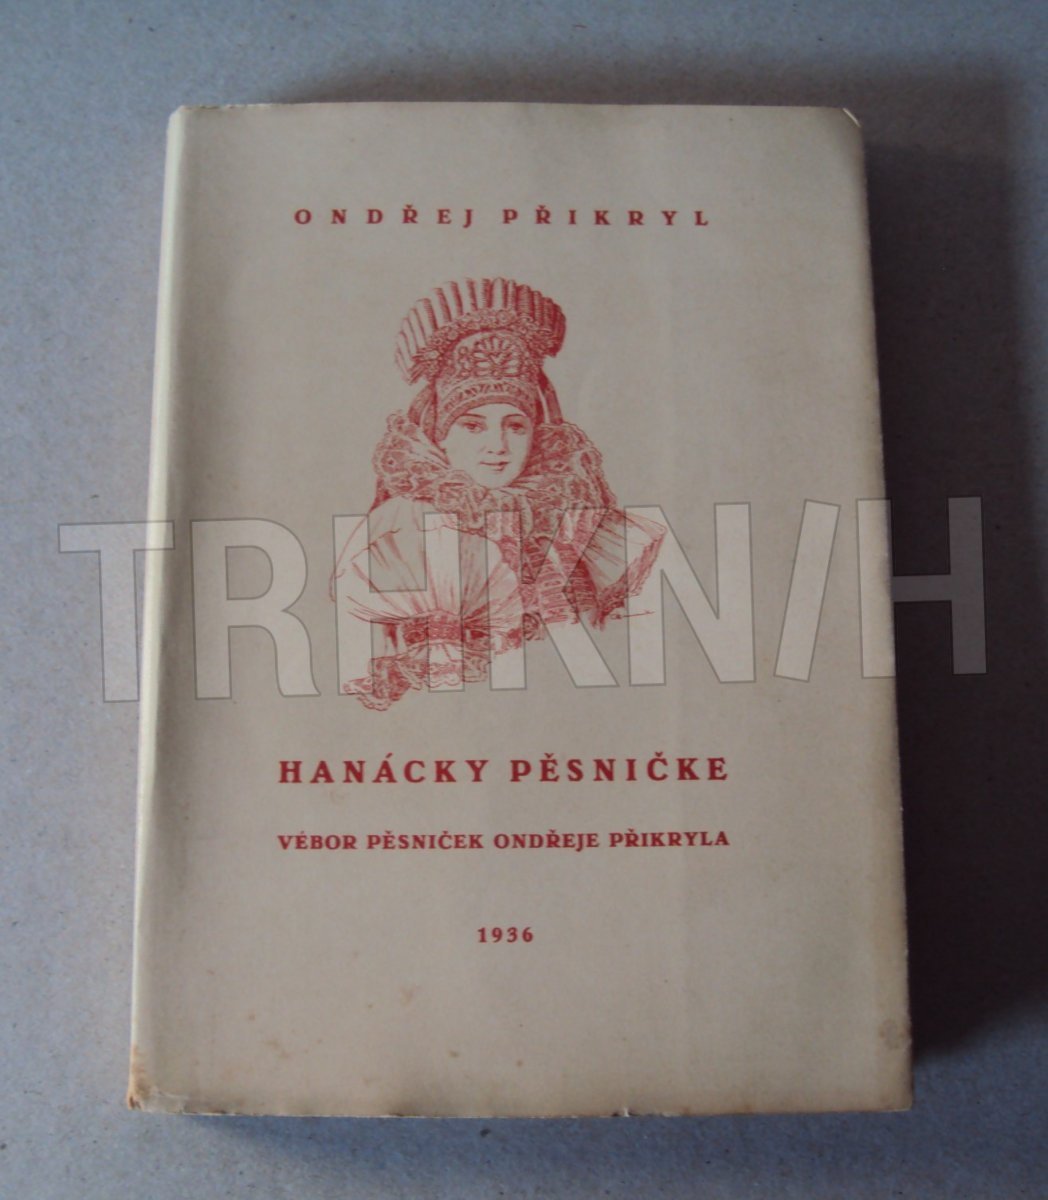 ONDŘEJ PŘIKRYL
TRHKNIH
HANÁCKY PĚSNIČKE
VÉBOR PĚSNIČEK ONDŘEJE PŘIKRYLA
1936